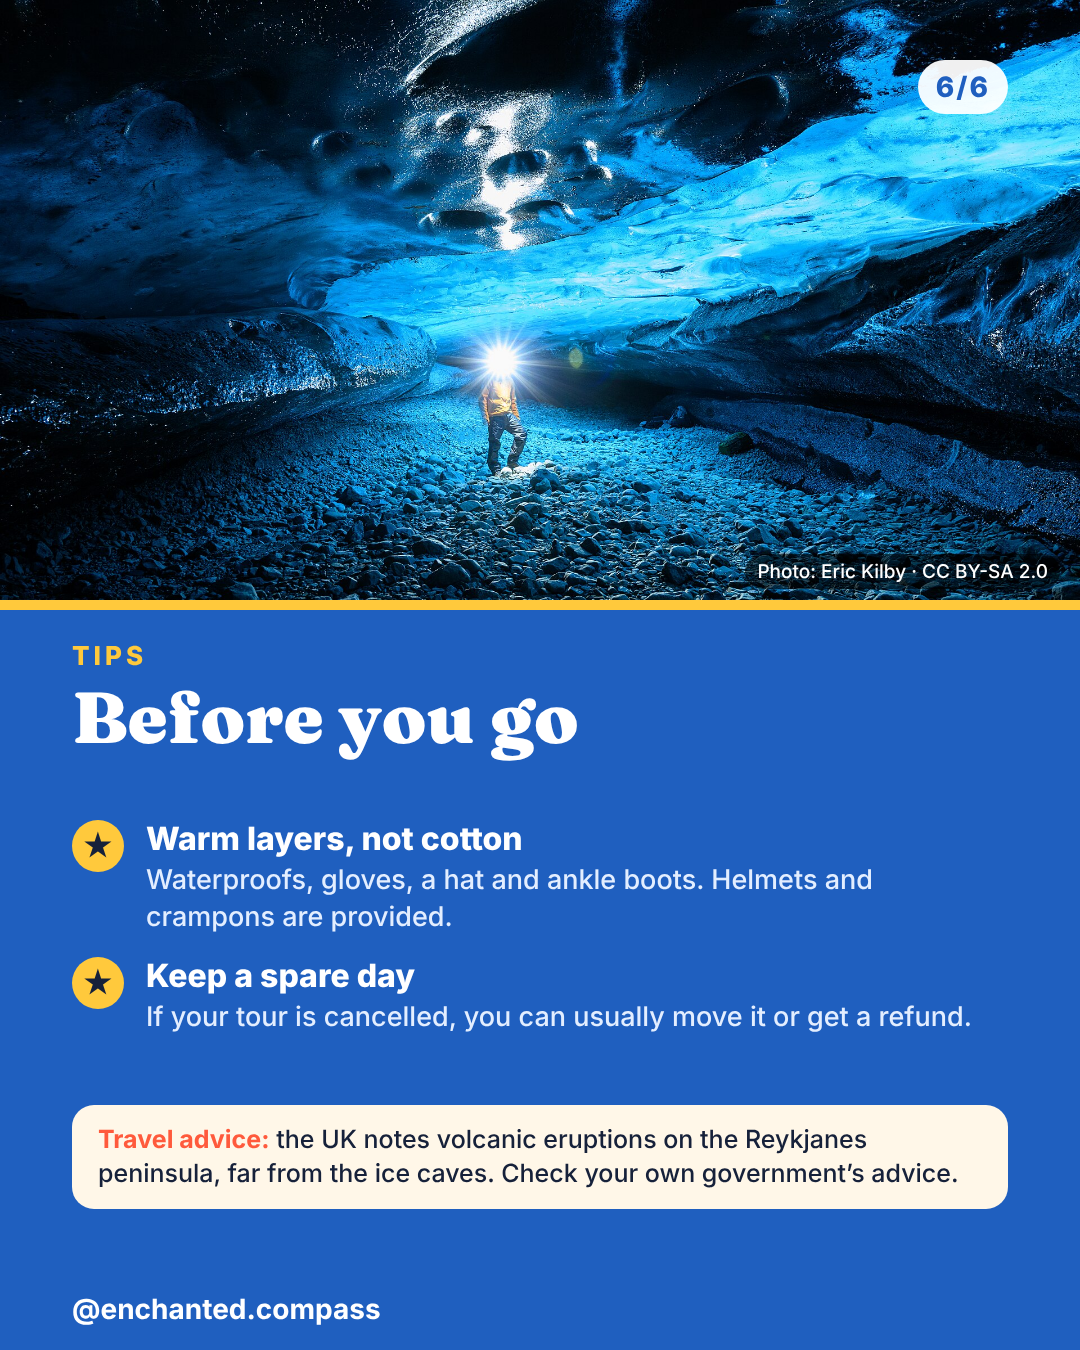 6/6
Photo: Eric Kilby · CC BY-SA 2.0
TIPS
Before you go
★ Warm layers, not cotton
Waterproofs, gloves, a hat and ankle boots. Helmets and
crampons are provided.
★ Keep a spare day
If your tour is cancelled, you can usually move it or get a refund.
Travel advice: the UK notes volcanic eruptions on the Reykjanes
peninsula, far from the ice caves. Check your own government’s advice.
@enchanted.compass